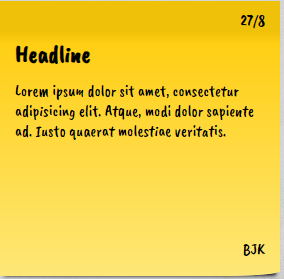 27/8
Headline
Lorem ipsum dolor sit amet, consectetur
adipisicing elit. Atque, modi dolor sapiente
ad. Iusto quaerat molestiae veritatis.
BJK